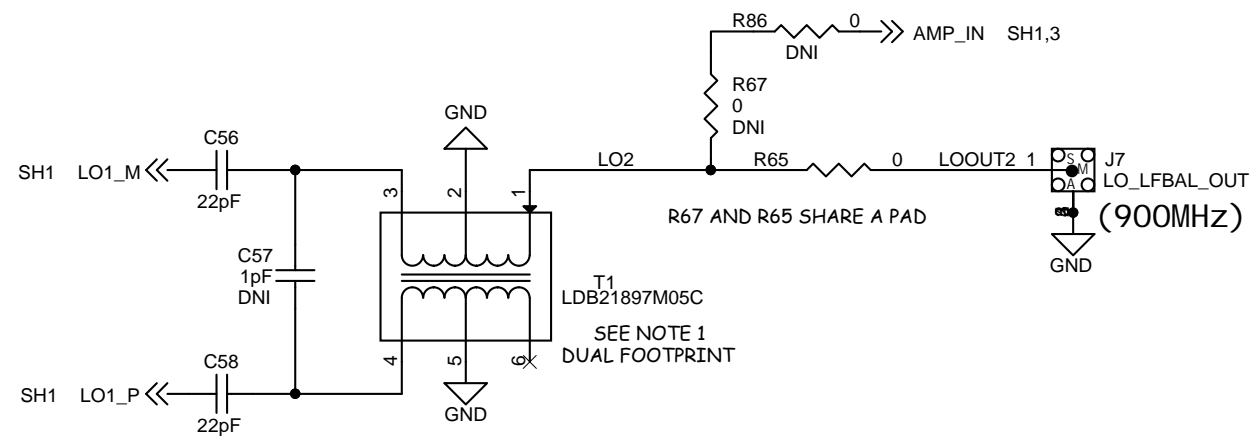 R86 0 AMP_IN SH1,3
DNI
R67
0
DNI
GND
C56
SH1 LO1_M
22pF
LO2 R65 0 LOOUT2 1
J7
S
M
A
LO_LFBAL_OUT
(900MHz)
R67 AND R65 SHARE A PAD
GND
3 2 1
C57
1pF
DNI
T1
LDB21897M05C
SEE NOTE 1
DUAL FOOTPRINT
4 5 6
C58
SH1 LO1_P
22pF
GND